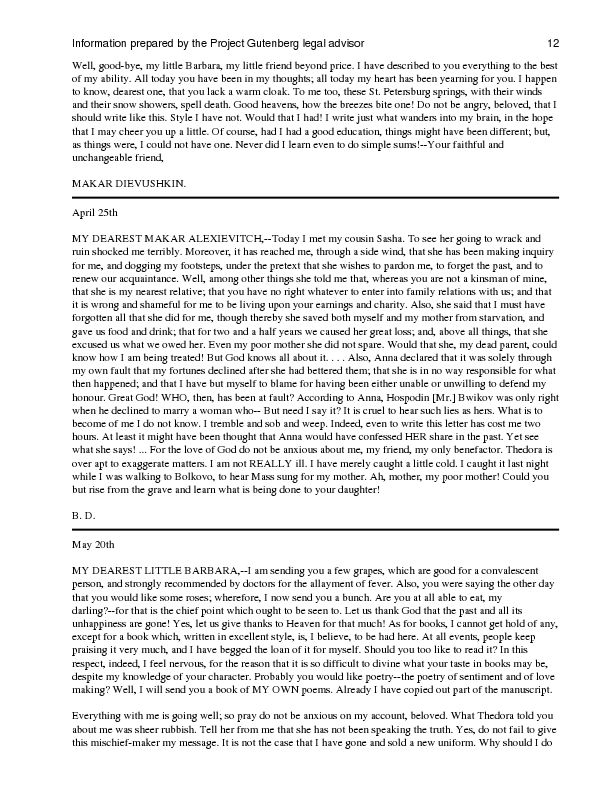 Information prepared by the Project Gutenberg legal advisor 12
Well, good-bye, my little Barbara, my little friend beyond price. I have described to you everything to the best
of my ability. All today you have been in my thoughts; all today my heart has been yearning for you. I happen
to know, dearest one, that you lack a warm cloak. To me too, these St. Petersburg springs, with their winds
and their snow showers, spell death. Good heavens, how the breezes bite one! Do not be angry, beloved, that I
should write like this. Style I have not. Would that I had! I write just what wanders into my brain, in the hope
that I may cheer you up a little. Of course, had I had a good education, things might have been different; but,
as things were, I could not have one. Never did I learn even to do simple sums!--Your faithful and
unchangeable friend,
MAKAR DIEVUSHKIN.
April 25th
MY DEAREST MAKAR ALEXIEVITCH,--Today I met my cousin Sasha. To see her going to wrack and
ruin shocked me terribly. Moreover, it has reached me, through a side wind, that she has been making inquiry
for me, and dogging my footsteps, under the pretext that she wishes to pardon me, to forget the past, and to
renew our acquaintance. Well, among other things she told me that, whereas you are not a kinsman of mine,
that she is my nearest relative; that you have no right whatever to enter into family relations with us; and that
it is wrong and shameful for me to be living upon your earnings and charity. Also, she said that I must have
forgotten all that she did for me, though thereby she saved both myself and my mother from starvation, and
gave us food and drink; that for two and a half years we caused her great loss; and, above all things, that she
excused us what we owed her. Even my poor mother she did not spare. Would that she, my dead parent, could
know how I am being treated! But God knows all about it. . . . Also, Anna declared that it was solely through
my own fault that my fortunes declined after she had bettered them; that she is in no way responsible for what
then happened; and that I have but myself to blame for having been either unable or unwilling to defend my
honour. Great God! WHO, then, has been at fault? According to Anna, Hospodin [Mr.] Bwikov was only right
when he declined to marry a woman who-- But need I say it? It is cruel to hear such lies as hers. What is to
become of me I do not know. I tremble and sob and weep. Indeed, even to write this letter has cost me two
hours. At least it might have been thought that Anna would have confessed HER share in the past. Yet see
what she says! ... For the love of God do not be anxious about me, my friend, my only benefactor. Thedora is
over apt to exaggerate matters. I am not REALLY ill. I have merely caught a little cold. I caught it last night
while I was walking to Bolkovo, to hear Mass sung for my mother. Ah, mother, my poor mother! Could you
but rise from the grave and learn what is being done to your daughter!
B. D.
May 20th
MY DEAREST LITTLE BARBARA,--I am sending you a few grapes, which are good for a convalescent
person, and strongly recommended by doctors for the allayment of fever. Also, you were saying the other day
that you would like some roses; wherefore, I now send you a bunch. Are you at all able to eat, my
darling?--for that is the chief point which ought to be seen to. Let us thank God that the past and all its
unhappiness are gone! Yes, let us give thanks to Heaven for that much! As for books, I cannot get hold of any,
except for a book which, written in excellent style, is, I believe, to be had here. At all events, people keep
praising it very much, and I have begged the loan of it for myself. Should you too like to read it? In this
respect, indeed, I feel nervous, for the reason that it is so difficult to divine what your taste in books may be,
despite my knowledge of your character. Probably you would like poetry--the poetry of sentiment and of love
making? Well, I will send you a book of MY OWN poems. Already I have copied out part of the manuscript.
Everything with me is going well; so pray do not be anxious on my account, beloved. What Thedora told you
about me was sheer rubbish. Tell her from me that she has not been speaking the truth. Yes, do not fail to give
this mischief-maker my message. It is not the case that I have gone and sold a new uniform. Why should I do